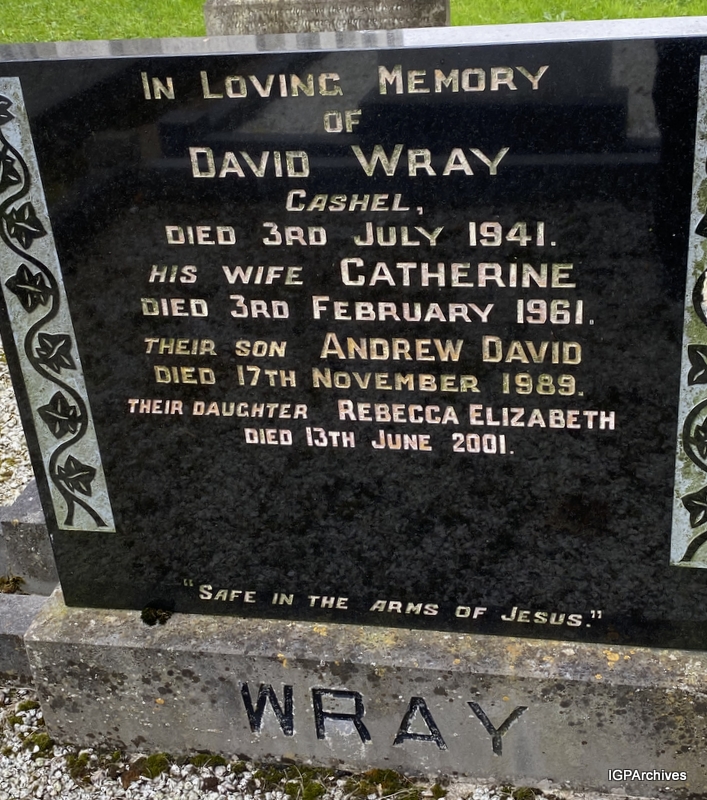 In Loving Memory
of
David Wray
Cashel,
died 3rd July 1941.
his wife Catherine
died 3rd February 1961.
their son Andrew David
died 17th November 1989.
their daughter Rebecca Elizabeth
died 13th June 2001.
"Safe in the arms of Jesus."
WRAY
IGPArchives